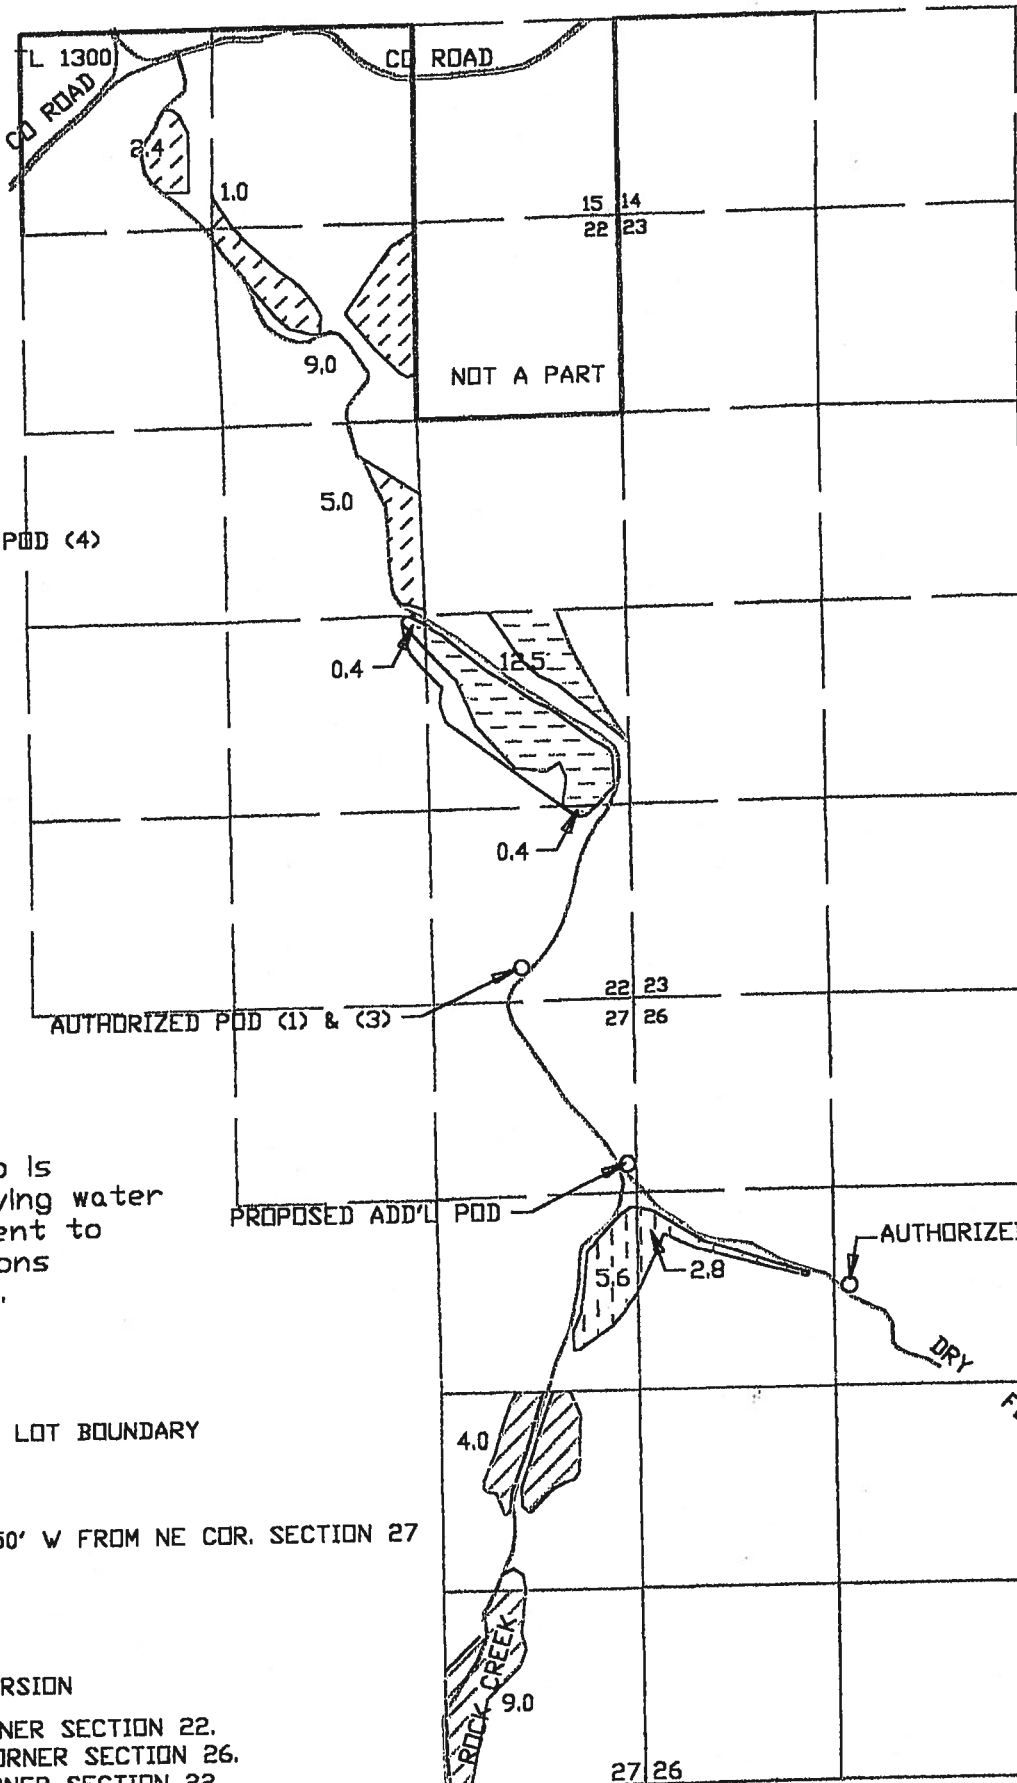 TL 1300
CO ROAD
CO ROAD
2.4
1.0
15 14
22 23
9.0
NOT A PART
5.0
POD (4)
0.4
12.5
0.4
22 23
27 26
AUTHORIZED POD (1) & (3)
p is
ying water
ent to
ons
PROPOSED ADD'L POD
AUTHORIZE
5.6
2.8
DRY
LOT BOUNDARY
4.0
50' W FROM NE COR. SECTION 27
ROCK CREEK
9.0
RSION
NER SECTION 22.
ORNER SECTION 26.
NER SECTION 22
27 26